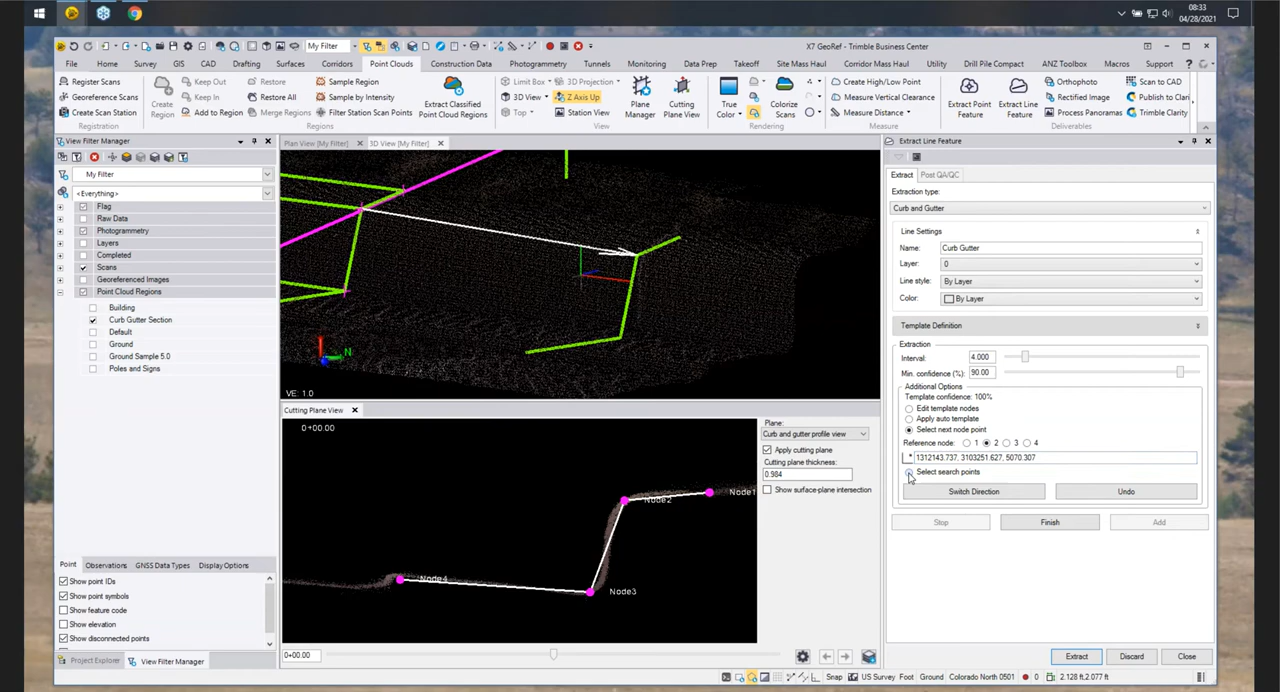 08:33
04/28/2021
My Filter
X7 GeoRef - Trimble Business Center
File Home Survey GIS CAD Drafting Surfaces Corridors Point Clouds Construction Data Photogrammetry Tunnels Monitoring Data Prep Takeoff Site Mass Haul Corridor Mass Haul Utility Drill Pile Compact ANZ Toolbox Macros Support
Register Scans
Georeference Scans
Create Scan Station
Registration
Create Region
Keep Out
Keep In
Add to Region
Restore
Restore All
Merge Regions
Sample Region
Sample by Intensity
Filter Station Scan Points
Regions
Extract Classified Point Cloud Regions
Limit Box
3D View
Top
3D Projection
Z Axis Up
Station View
View
Plane Manager
Cutting Plane View
True Color
Colorize Scans
Rendering
Create High/Low Point
Measure Vertical Clearance
Measure Distance
Measure
Extract Point Feature
Extract Line Feature
Orthophoto
Rectified Image
Process Panoramas
Scan to CAD
Publish to Clari
Trimble Clarity
Deliverables
View Filter Manager
My Filter
<Everything>
Flag
Raw Data
Photogrammetry
Layers
Completed
Scans
Georeferenced Images
Point Cloud Regions
Building
Curb Gutter Section
Default
Ground
Ground Sample 5.0
Poles and Signs
Point Observations GNSS Data Types Display Options
Show point IDs
Show point symbols
Show feature code
Show elevation
Show disconnected points
Project Explorer View Filter Manager
Plan View [My Filter] 3D View [My Filter]
N
VE: 1.0
Cutting Plane View
0+00.00
Node1
Node2
Node3
Node4
0+00.00
Plane:
Curb and gutter profile view
Apply cutting plane
Cutting plane thickness:
0.984
Show surface-plane intersection
Extract Line Feature
Extract Post QA/QC
Extraction type:
Curb and Gutter
Line Settings
Name: Curb Gutter
Layer: 0
Line style: By Layer
Color: By Layer
Template Definition
Extraction
Interval: 4.000
Min. confidence (%): 90.00
Additional Options
Template confidence: 100%
Edit template nodes
Apply auto template
Select next node point
Reference node: 1 2 3 4
* 1312143.737, 3103251.627, 5070.307
Select search points
Switch Direction Undo
Stop Finish Add
Extract Discard Close
Snap US Survey Foot Ground Colorado North 0501 0 2.128 ft,2.077 ft